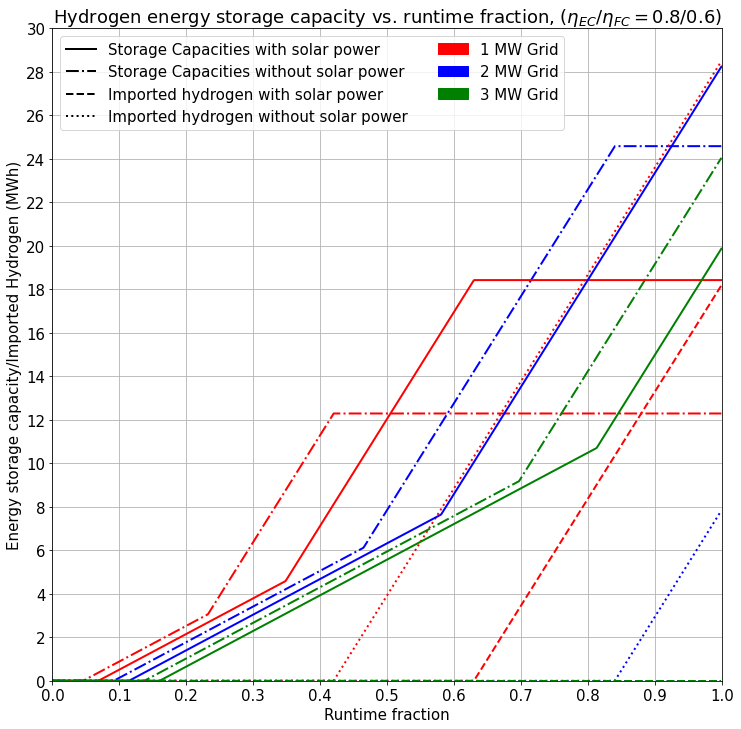 Hydrogen energy storage capacity vs. runtime fraction, (η_EC/η_FC = 0.8/0.6)
Storage Capacities with solar power
Storage Capacities without solar power
Imported hydrogen with solar power
Imported hydrogen without solar power
1 MW Grid
2 MW Grid
3 MW Grid
Energy storage capacity/Imported Hydrogen (MWh)
30
28
26
24
22
20
18
16
14
12
10
8
6
4
2
0
0.0 0.1 0.2 0.3 0.4 0.5 0.6 0.7 0.8 0.9 1.0
Runtime fraction